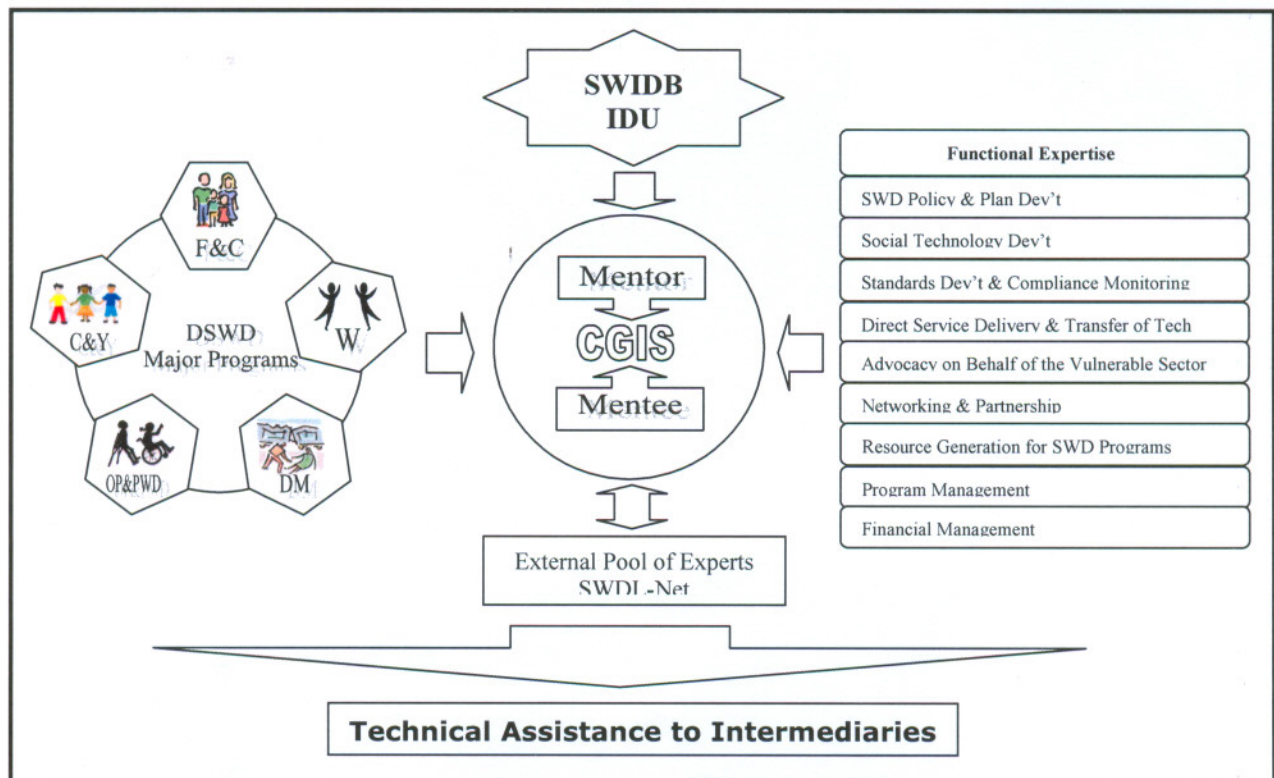 SWIDB
IDU
F&C
C&Y
W
DSWD
Major Programs
OP&PWD
DM
Mentor
CGIS
Mentee
External Pool of Experts
SWDL-Net
Functional Expertise
SWD Policy & Plan Dev't
Social Technology Dev't
Standards Dev't & Compliance Monitoring
Direct Service Delivery & Transfer of Tech
Advocacy on Behalf of the Vulnerable Sector
Networking & Partnership
Resource Generation for SWD Programs
Program Management
Financial Management
Technical Assistance to Intermediaries